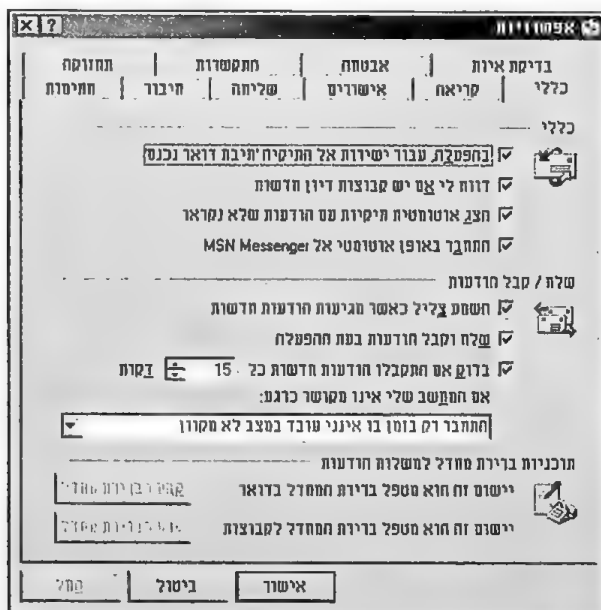 אפשרויות
בדיקת איות אבטחה התקשרות תחזוקה
כללי קריאה אישורים שליחה חיבור חתימות
כללי
בהפעלה, עבור ישירות אל התיקיה 'תיבת דואר נכנס'
דווח לי אם יש קבוצות דיון חדשות
הצג אוטומטית תיקיות עם הודעות שלא נקראו
התחבר באופן אוטומטי אל MSN Messenger
שלח / קבל הודעות
השמע צליל כאשר מגיעות הודעות חדשות
שלח וקבל הודעות בעת ההפעלה
בדוק אם התקבלו הודעות חדשות כל 15 דקות
אם המחשב שלי אינו מקושר כרגע:
התחבר רק בזמן בו אינני עובד במצב לא מקוון
תוכניות ברירת מחדל למשלוח הודעות
יישום זה הוא מטפל ברירת המחדל בדואר
יישום זה הוא מטפל ברירת המחדל לקבוצות
אישור ביטול החל